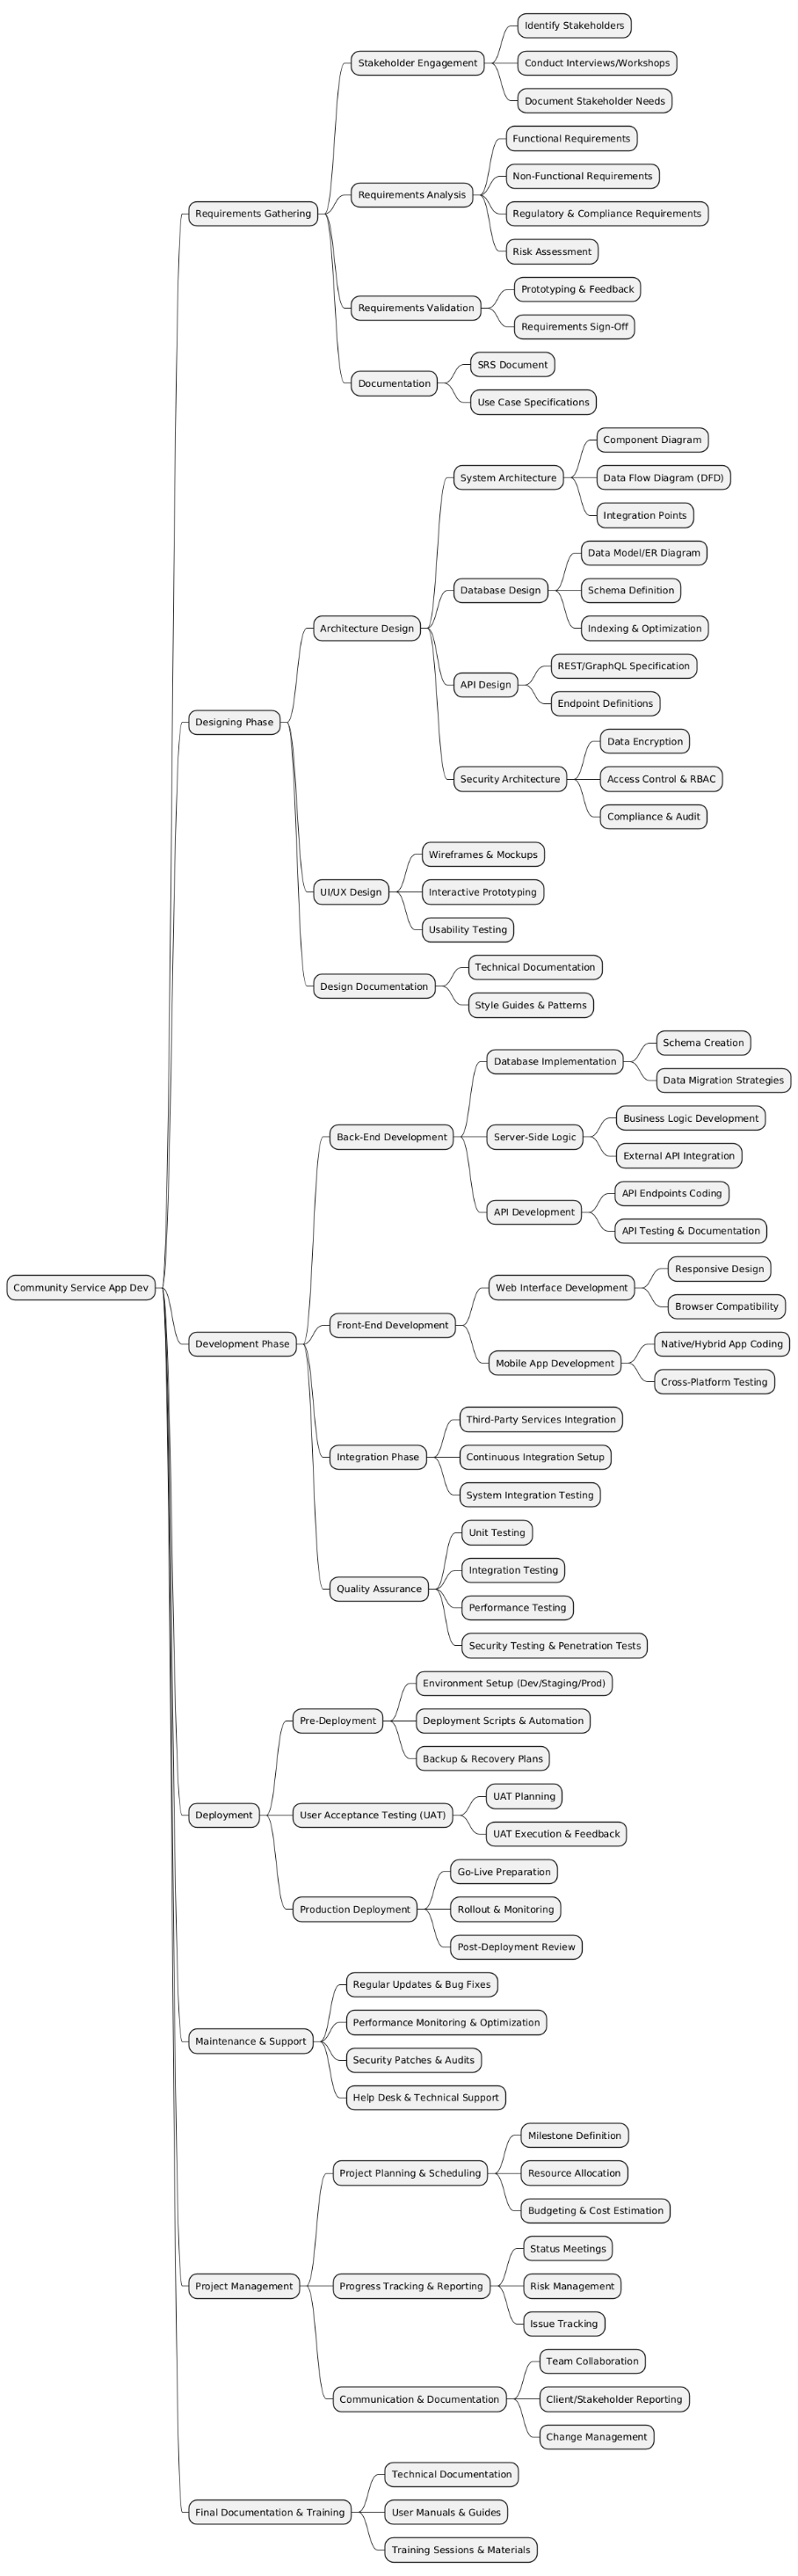 Community Service App Dev
Requirements Gathering
Stakeholder Engagement
Identify Stakeholders
Conduct Interviews/Workshops
Document Stakeholder Needs
Requirements Analysis
Functional Requirements
Non-Functional Requirements
Regulatory & Compliance Requirements
Risk Assessment
Requirements Validation
Prototyping & Feedback
Requirements Sign-Off
Documentation
SRS Document
Use Case Specifications
Designing Phase
Architecture Design
System Architecture
Component Diagram
Data Flow Diagram (DFD)
Integration Points
Database Design
Data Model/ER Diagram
Schema Definition
Indexing & Optimization
API Design
REST/GraphQL Specification
Endpoint Definitions
Security Architecture
Data Encryption
Access Control & RBAC
Compliance & Audit
UI/UX Design
Wireframes & Mockups
Interactive Prototyping
Usability Testing
Design Documentation
Technical Documentation
Style Guides & Patterns
Development Phase
Back-End Development
Database Implementation
Schema Creation
Data Migration Strategies
Server-Side Logic
Business Logic Development
External API Integration
API Development
API Endpoints Coding
API Testing & Documentation
Front-End Development
Web Interface Development
Responsive Design
Browser Compatibility
Mobile App Development
Native/Hybrid App Coding
Cross-Platform Testing
Integration Phase
Third-Party Services Integration
Continuous Integration Setup
System Integration Testing
Quality Assurance
Unit Testing
Integration Testing
Performance Testing
Security Testing & Penetration Tests
Deployment
Pre-Deployment
Environment Setup (Dev/Staging/Prod)
Deployment Scripts & Automation
Backup & Recovery Plans
User Acceptance Testing (UAT)
UAT Planning
UAT Execution & Feedback
Production Deployment
Go-Live Preparation
Rollout & Monitoring
Post-Deployment Review
Maintenance & Support
Regular Updates & Bug Fixes
Performance Monitoring & Optimization
Security Patches & Audits
Help Desk & Technical Support
Project Management
Project Planning & Scheduling
Milestone Definition
Resource Allocation
Budgeting & Cost Estimation
Progress Tracking & Reporting
Status Meetings
Risk Management
Issue Tracking
Communication & Documentation
Team Collaboration
Client/Stakeholder Reporting
Change Management
Final Documentation & Training
Technical Documentation
User Manuals & Guides
Training Sessions & Materials